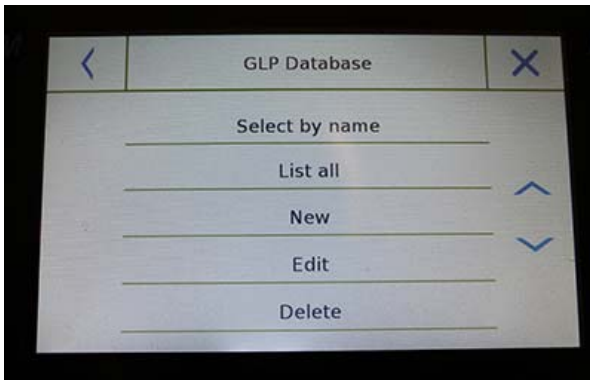 GLP Database
Select by name
List all
New
Edit
Delete